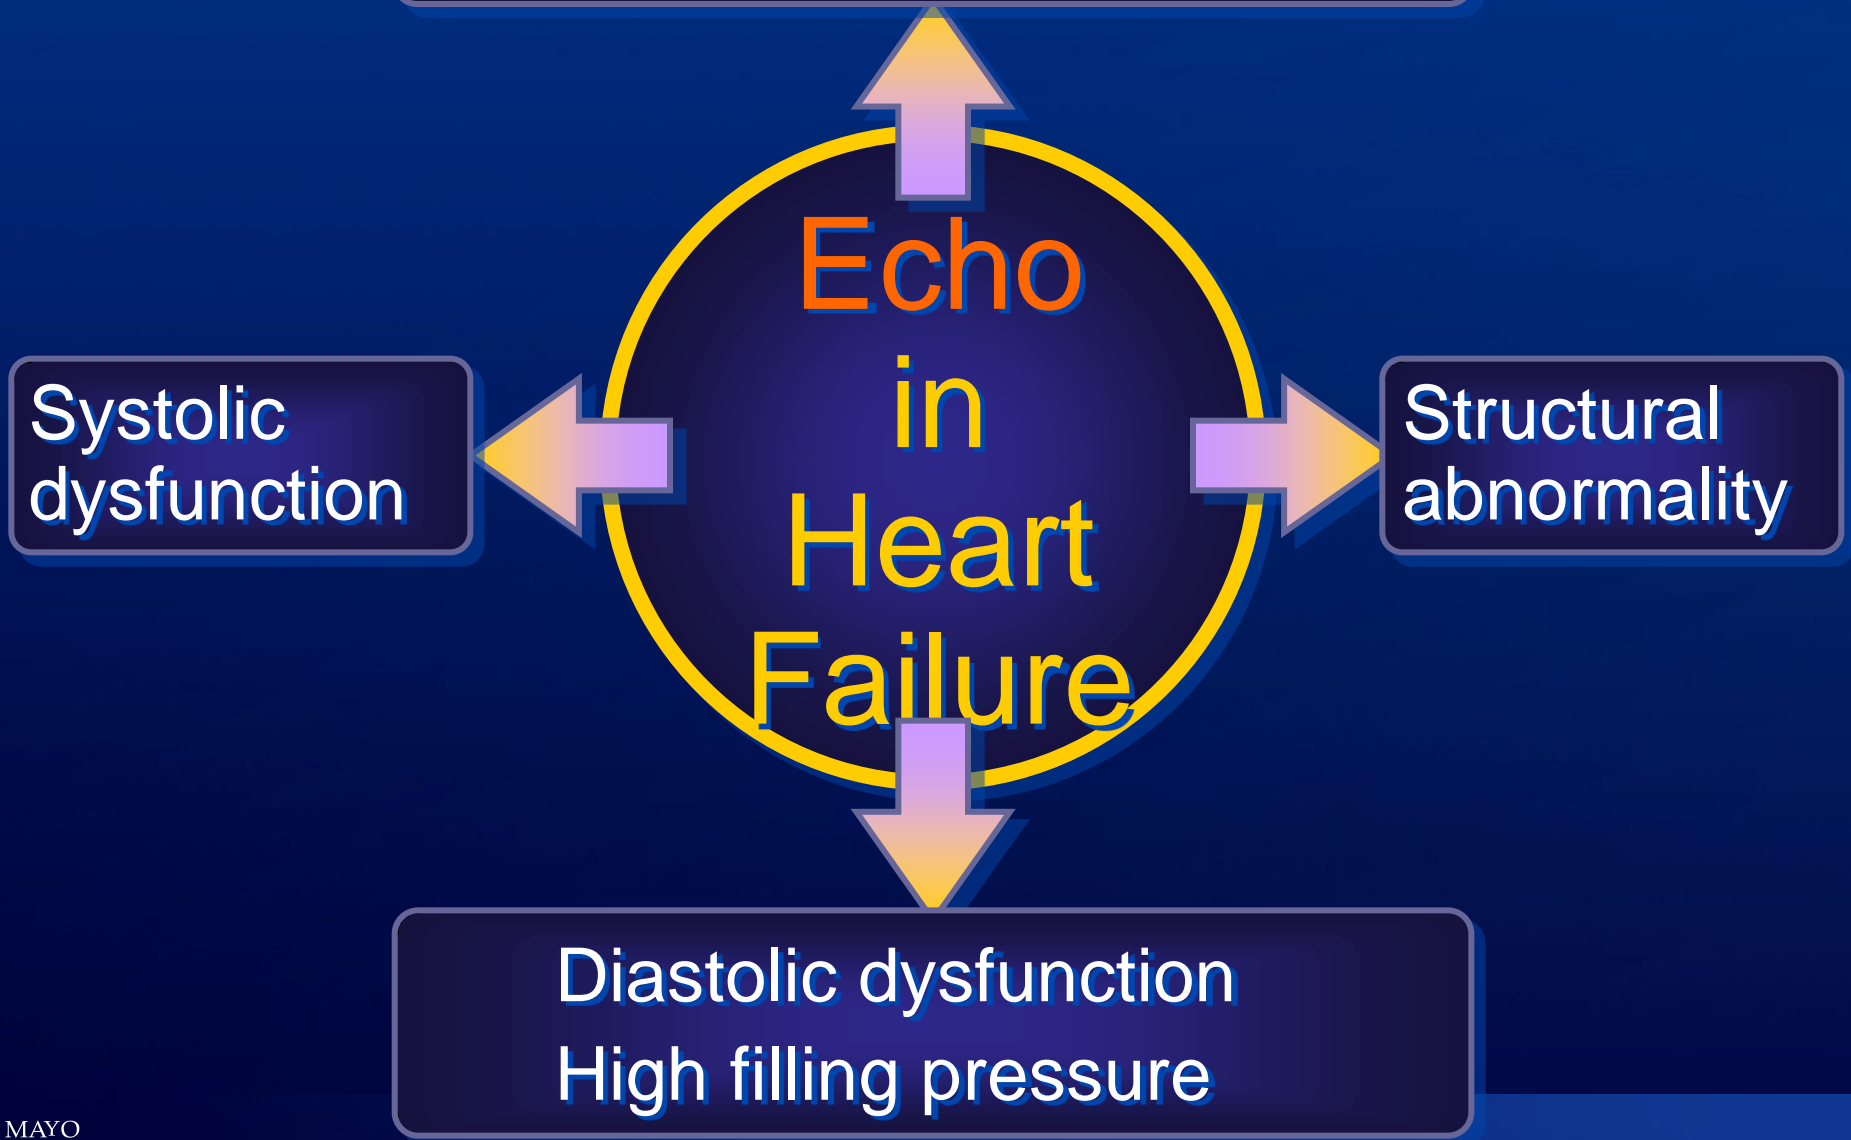 Echo
in
Heart
Failure
Systolic
dysfunction
Structural
abnormality
Diastolic dysfunction
High filling pressure
MAYO